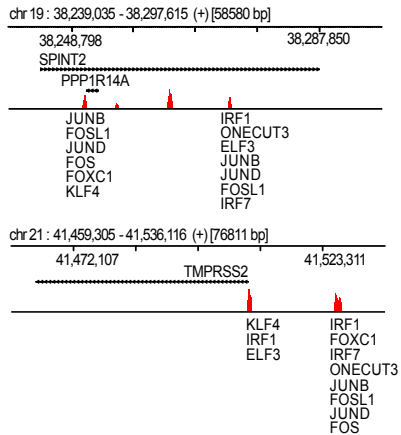 chr 19 : 38,239,035 - 38,297,615 (+) [58580 bp]
38,248,798 38,287,850
SPINT2
PPP1R14A
JUNB
FOSL1
JUND
FOS
FOXC1
KLF4
IRF1
ONECUT3
ELF3
JUNB
JUND
FOSL1
IRF7
chr 21 : 41,459,305 - 41,536,116 (+) [76811 bp]
41,472,107 41,523,311
TMPRSS2
KLF4
IRF1
ELF3
IRF1
FOXC1
IRF7
ONECUT3
JUNB
FOSL1
JUND
FOS